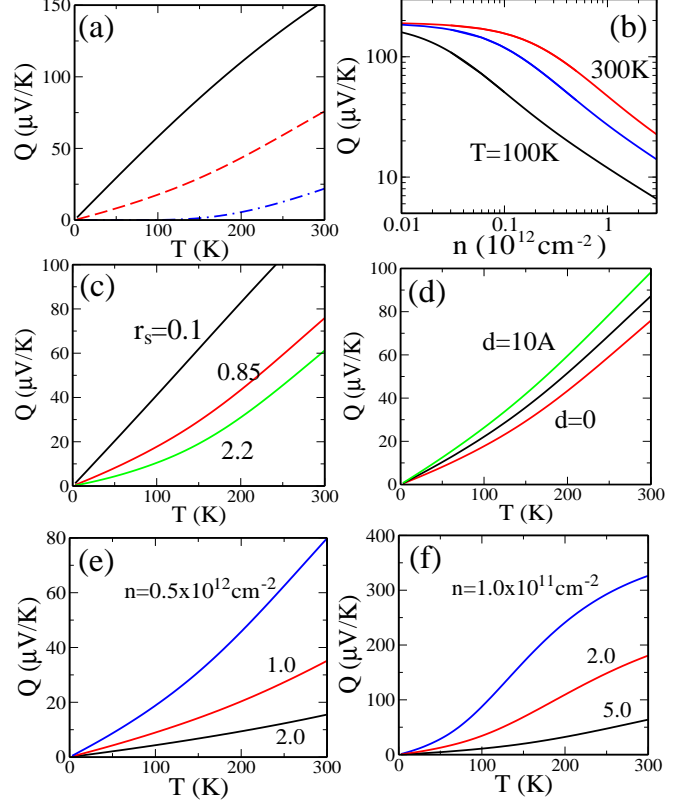 150
(a)
100
Q (μV/K)
50
0
0 100 200 300
T (K)
(b)
300K
100
Q (μV/K)
T=100K
10
0.01 0.1 1
n (10¹²cm⁻²)
100
(c)
80
rₛ=0.1
60
Q (μV/K)
0.85
40
20
2.2
0
0 100 200 300
T (K)
100
(d)
80
d=10A
60
Q (μV/K)
40
d=0
20
0
0 100 200 300
T (K)
80
(e)
60
n=0.5x10¹²cm⁻²
Q (μV/K)
40
1.0
20
2.0
0
0 100 200 300
T (K)
400
(f)
300
n=1.0x10¹¹cm⁻²
Q (μV/K)
200
2.0
100
5.0
0
0 100 200 300
T (K)